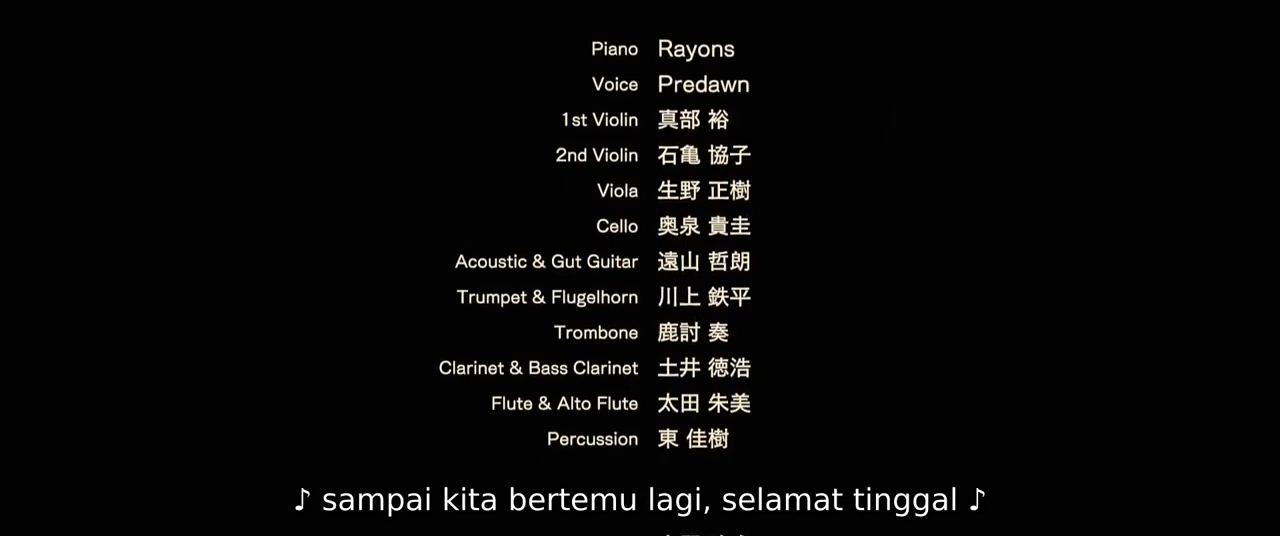 Piano Rayons
Voice Predawn
1st Violin 真部 裕
2nd Violin 石亀 協子
Viola 生野 正樹
Cello 奥泉 貴圭
Acoustic & Gut Guitar 遠山 哲朗
Trumpet & Flugelhorn 川上 鉄平
Trombone 鹿討 奏
Clarinet & Bass Clarinet 土井 徳浩
Flute & Alto Flute 太田 朱美
Percussion 東 佳樹
♪ sampai kita bertemu lagi, selamat tinggal ♪